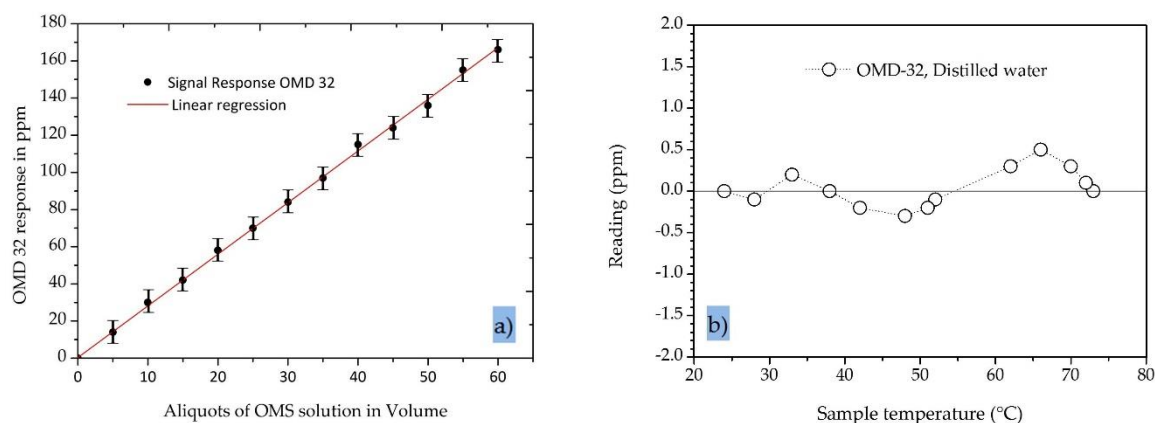 180
160
140
120
100
80
60
40
20
0
OMD 32 response in ppm
Signal Response OMD 32
Linear regression
a)
0 10 20 30 40 50 60
Aliquots of OMS solution in Volume
2.0
1.5
1.0
0.5
0.0
-0.5
-1.0
-1.5
-2.0
Reading (ppm)
OMD-32, Distilled water
b)
20 30 40 50 60 70 80
Sample temperature (°C)